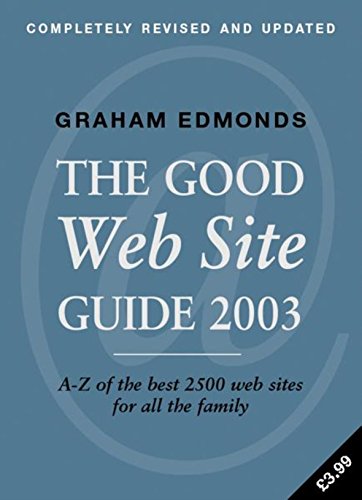 COMPLETELY REVISED AND UPDATED
GRAHAM EDMONDS
THE GOOD
Web Site
GUIDE 2003
A-Z of the best 2500 web sites
for all the family
£3.99
@